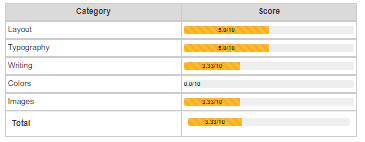 Category Score
Layout 5.0/10
Typography 5.0/10
Writing 3.33/10
Colors 0.0/10
Images 3.33/10
Total 3.33/10